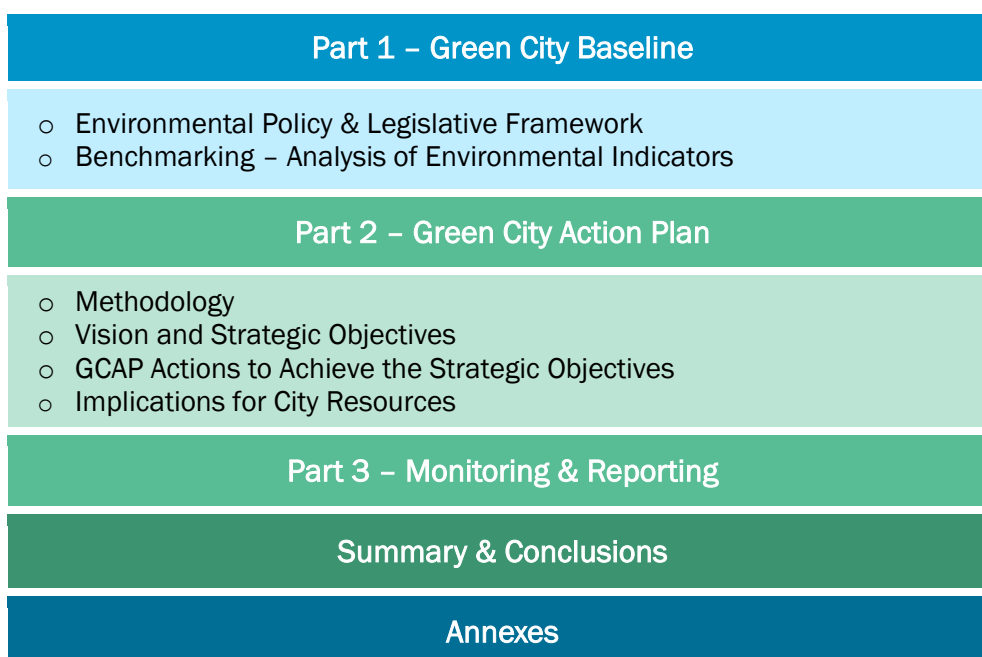 Part 1 – Green City Baseline
o Environmental Policy & Legislative Framework
o Benchmarking – Analysis of Environmental Indicators
Part 2 – Green City Action Plan
o Methodology
o Vision and Strategic Objectives
o GCAP Actions to Achieve the Strategic Objectives
o Implications for City Resources
Part 3 – Monitoring & Reporting
Summary & Conclusions
Annexes